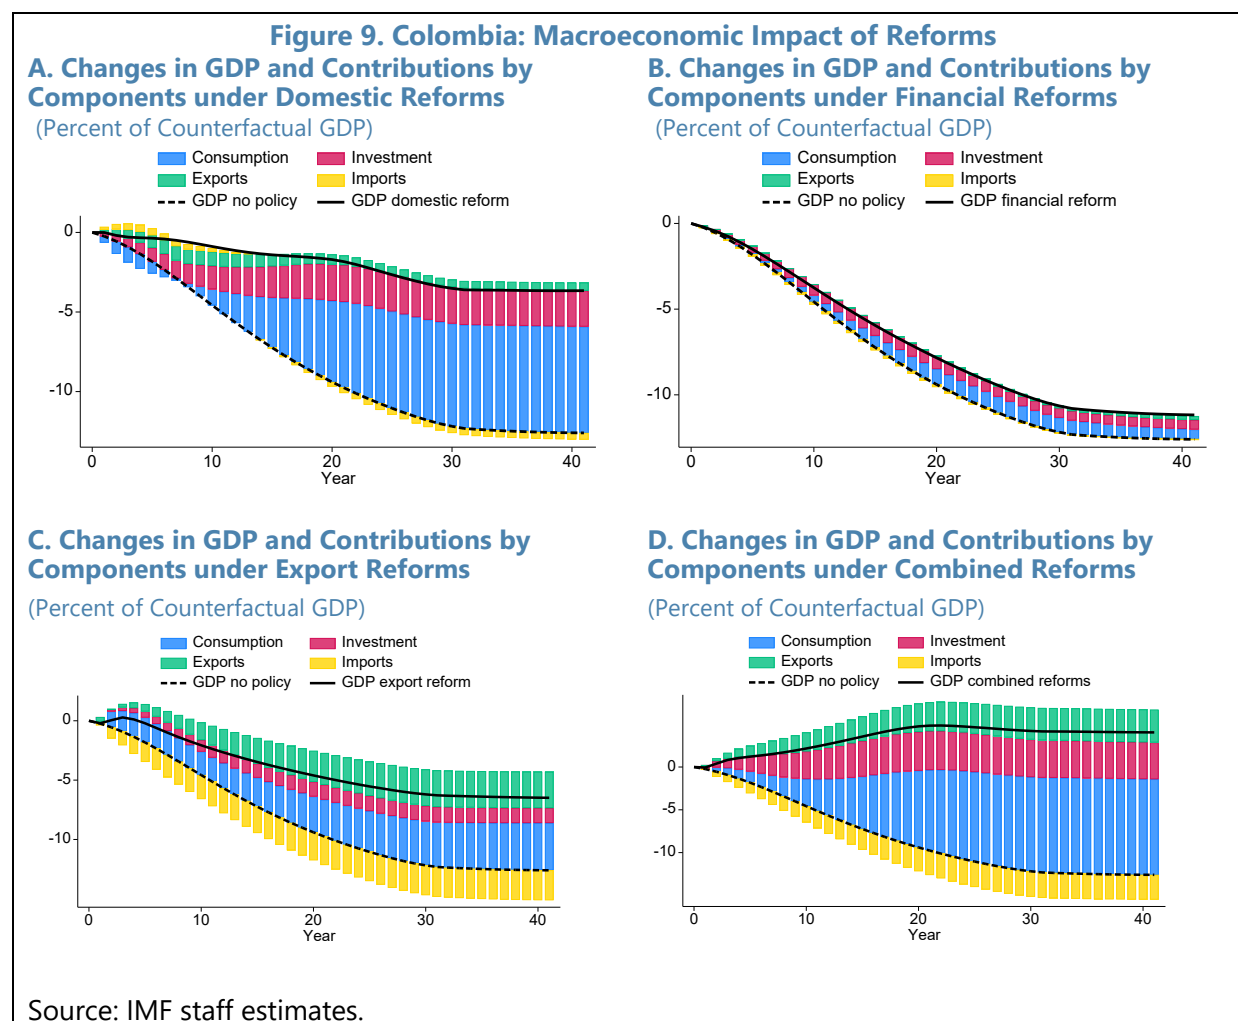 Figure 9. Colombia: Macroeconomic Impact of Reforms
A. Changes in GDP and Contributions by
Components under Domestic Reforms
(Percent of Counterfactual GDP)
Consumption Investment
Exports Imports
GDP no policy GDP domestic reform
0
-5
-10
0 10 20 30 40
Year
B. Changes in GDP and Contributions by
Components under Financial Reforms
(Percent of Counterfactual GDP)
Consumption Investment
Exports Imports
GDP no policy GDP financial reform
0
-5
-10
0 10 20 30 40
Year
C. Changes in GDP and Contributions by
Components under Export Reforms
(Percent of Counterfactual GDP)
Consumption Investment
Exports Imports
GDP no policy GDP export reform
0
-5
-10
0 10 20 30 40
Year
D. Changes in GDP and Contributions by
Components under Combined Reforms
(Percent of Counterfactual GDP)
Consumption Investment
Exports Imports
GDP no policy GDP combined reforms
0
-5
-10
0 10 20 30 40
Year
Source: IMF staff estimates.